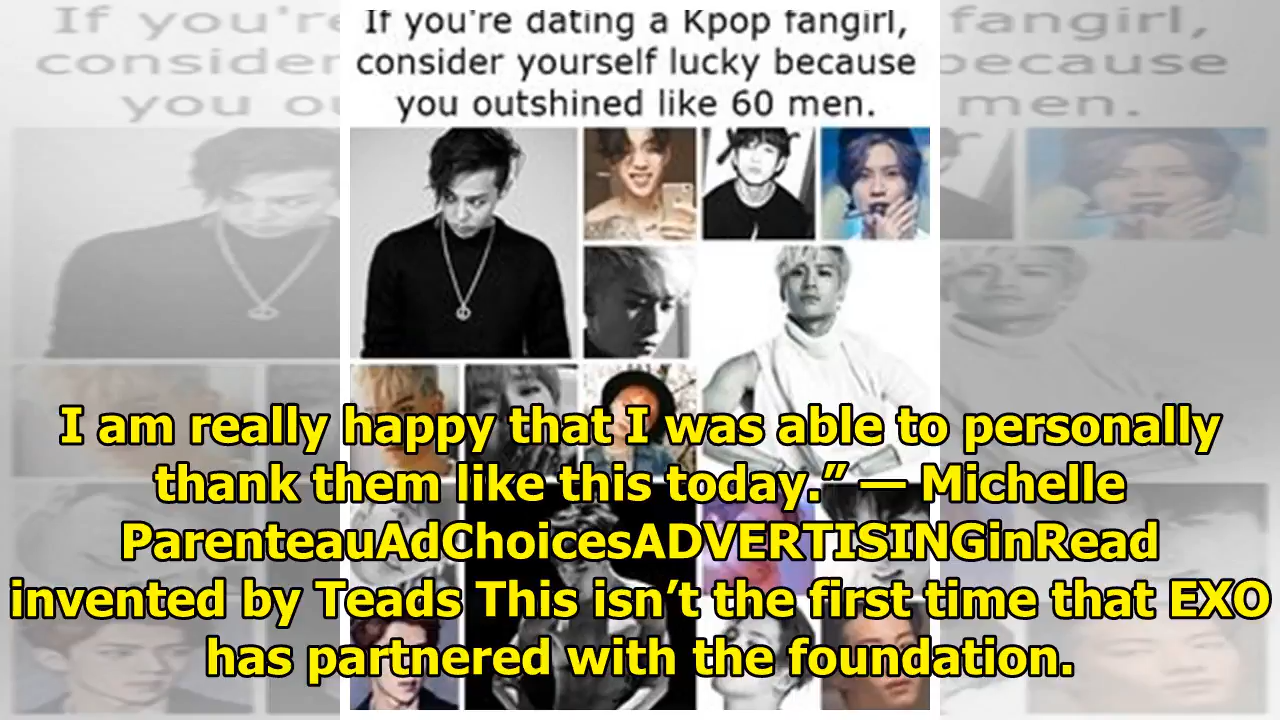 If you're dating a Kpop fangirl,
consider yourself lucky because
you outshined like 60 men.
I am really happy that I was able to personally
thank them like this today.” — Michelle
ParenteauAdChoicesADVERTISINGinRead
invented by Teads This isn’t the first time that EXO
has partnered with the foundation.